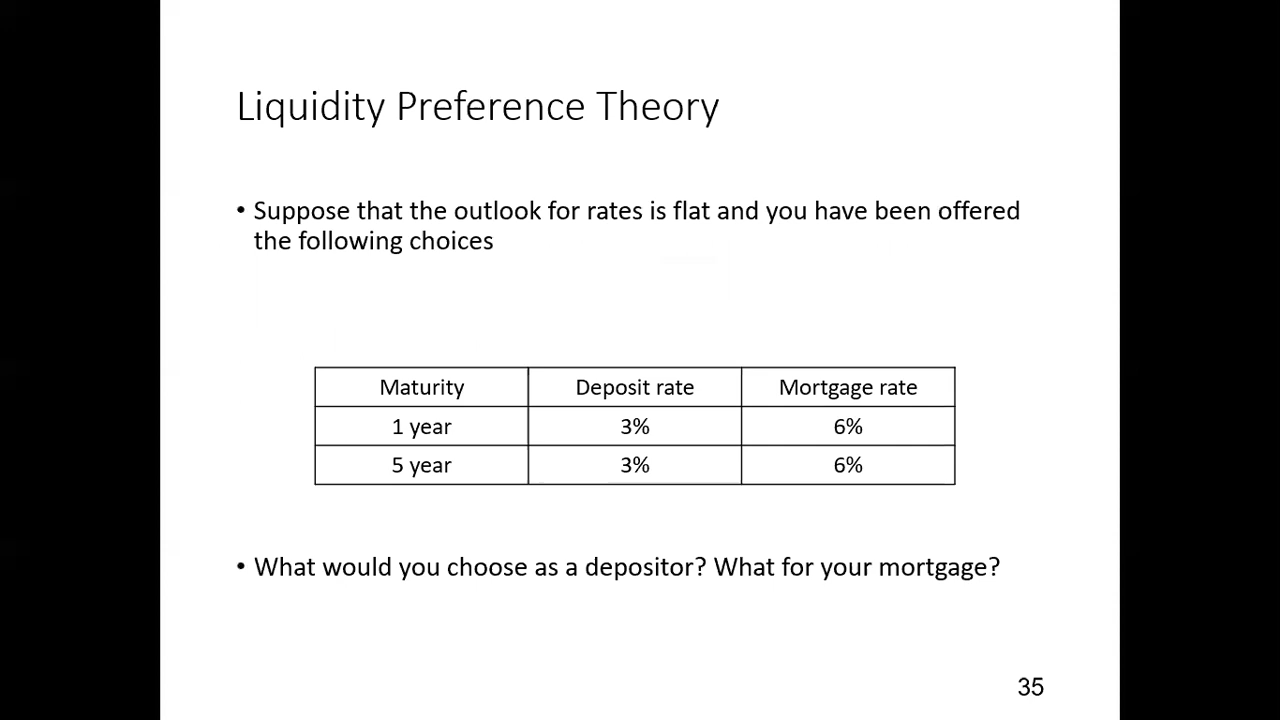 Liquidity Preference Theory
• Suppose that the outlook for rates is flat and you have been offered
the following choices
Maturity Deposit rate Mortgage rate
1 year 3% 6%
5 year 3% 6%
• What would you choose as a depositor? What for your mortgage?
35